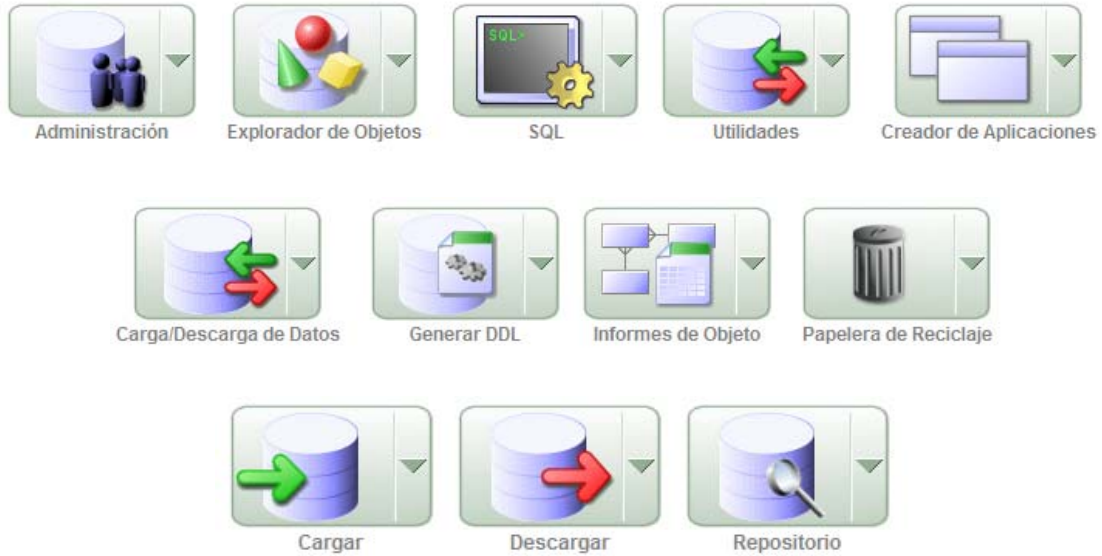 SQL>
Administración
Explorador de Objetos
SQL
Utilidades
Creador de Aplicaciones
Carga/Descarga de Datos
Generar DDL
Informes de Objeto
Papelera de Reciclaje
Cargar
Descargar
Repositorio